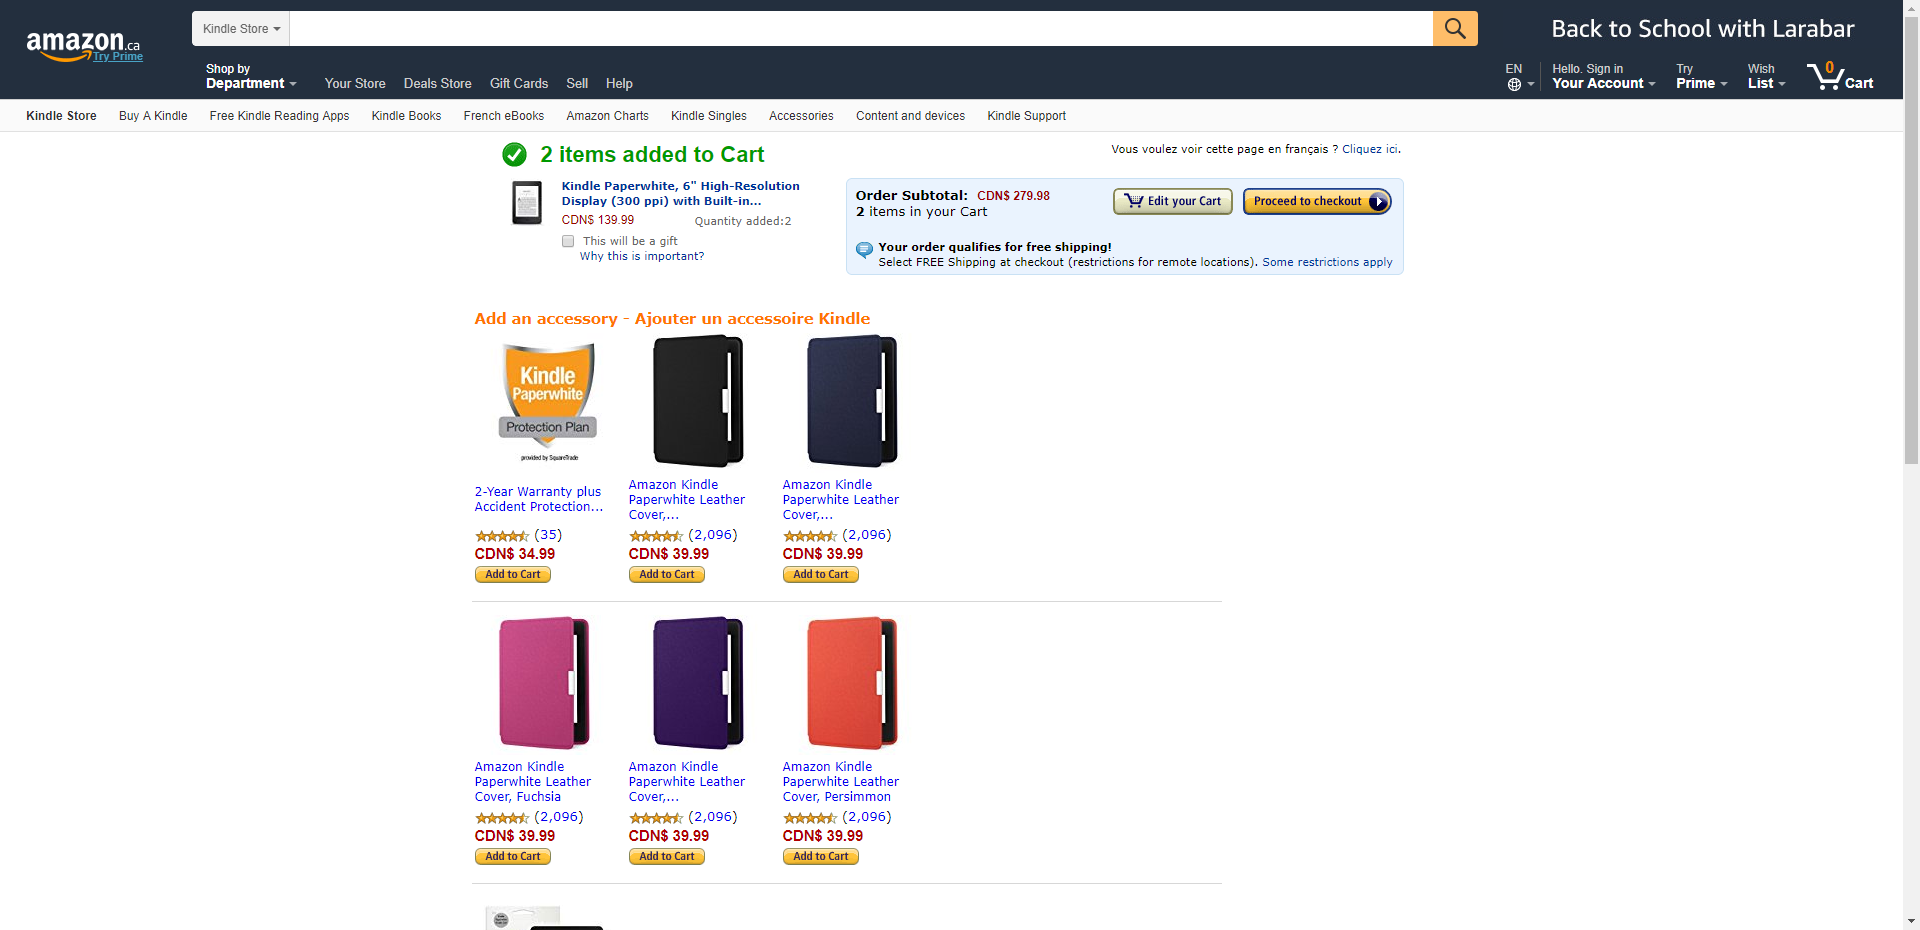 amazon.ca
Try Prime
Kindle Store
Back to School with Larabar
Shop by
Department
Your Store
Deals Store
Gift Cards
Sell
Help
EN
Hello. Sign in
Your Account
Try
Prime
Wish
List
0
Cart
Kindle Store
Buy A Kindle
Free Kindle Reading Apps
Kindle Books
French eBooks
Amazon Charts
Kindle Singles
Accessories
Content and devices
Kindle Support
2 items added to Cart
Vous voulez voir cette page en français ? Cliquez ici.
Kindle Paperwhite, 6" High-Resolution
Display (300 ppi) with Built-in...
CDN$ 139.99
Quantity added:2
This will be a gift
Why this is important?
Order Subtotal: CDN$ 279.98
2 items in your Cart
Edit your Cart
Proceed to checkout
Your order qualifies for free shipping!
Select FREE Shipping at checkout (restrictions for remote locations). Some restrictions apply
Add an accessory - Ajouter un accessoire Kindle
Kindle
Paperwhite
Protection Plan
provided by SquareTrade
2-Year Warranty plus
Accident Protection...
(35)
CDN$ 34.99
Add to Cart
Amazon Kindle
Paperwhite Leather
Cover,...
(2,096)
CDN$ 39.99
Add to Cart
Amazon Kindle
Paperwhite Leather
Cover,...
(2,096)
CDN$ 39.99
Add to Cart
Amazon Kindle
Paperwhite Leather
Cover, Fuchsia
(2,096)
CDN$ 39.99
Add to Cart
Amazon Kindle
Paperwhite Leather
Cover,...
(2,096)
CDN$ 39.99
Add to Cart
Amazon Kindle
Paperwhite Leather
Cover, Persimmon
(2,096)
CDN$ 39.99
Add to Cart